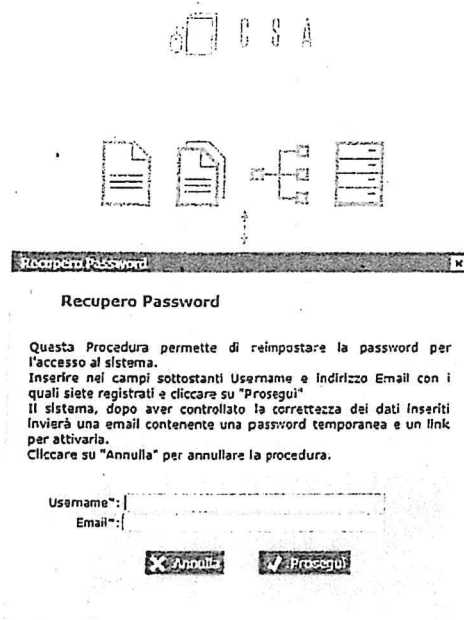 C S A
Recupero Password
Recupero Password
Questa Procedura permette di reimpostare la password per
l'accesso al sistema.
Inserire nei campi sottostanti Username e indirizzo Email con i
quali siete registrati e cliccare su "Prosegui"
Il sistema, dopo aver controllato la correttezza dei dati inseriti
invierà una email contenente una password temporanea e un link
per attivarla.
Cliccare su "Annulla" per annullare la procedura.
Username*:
Email*:
Annulla Prosegui